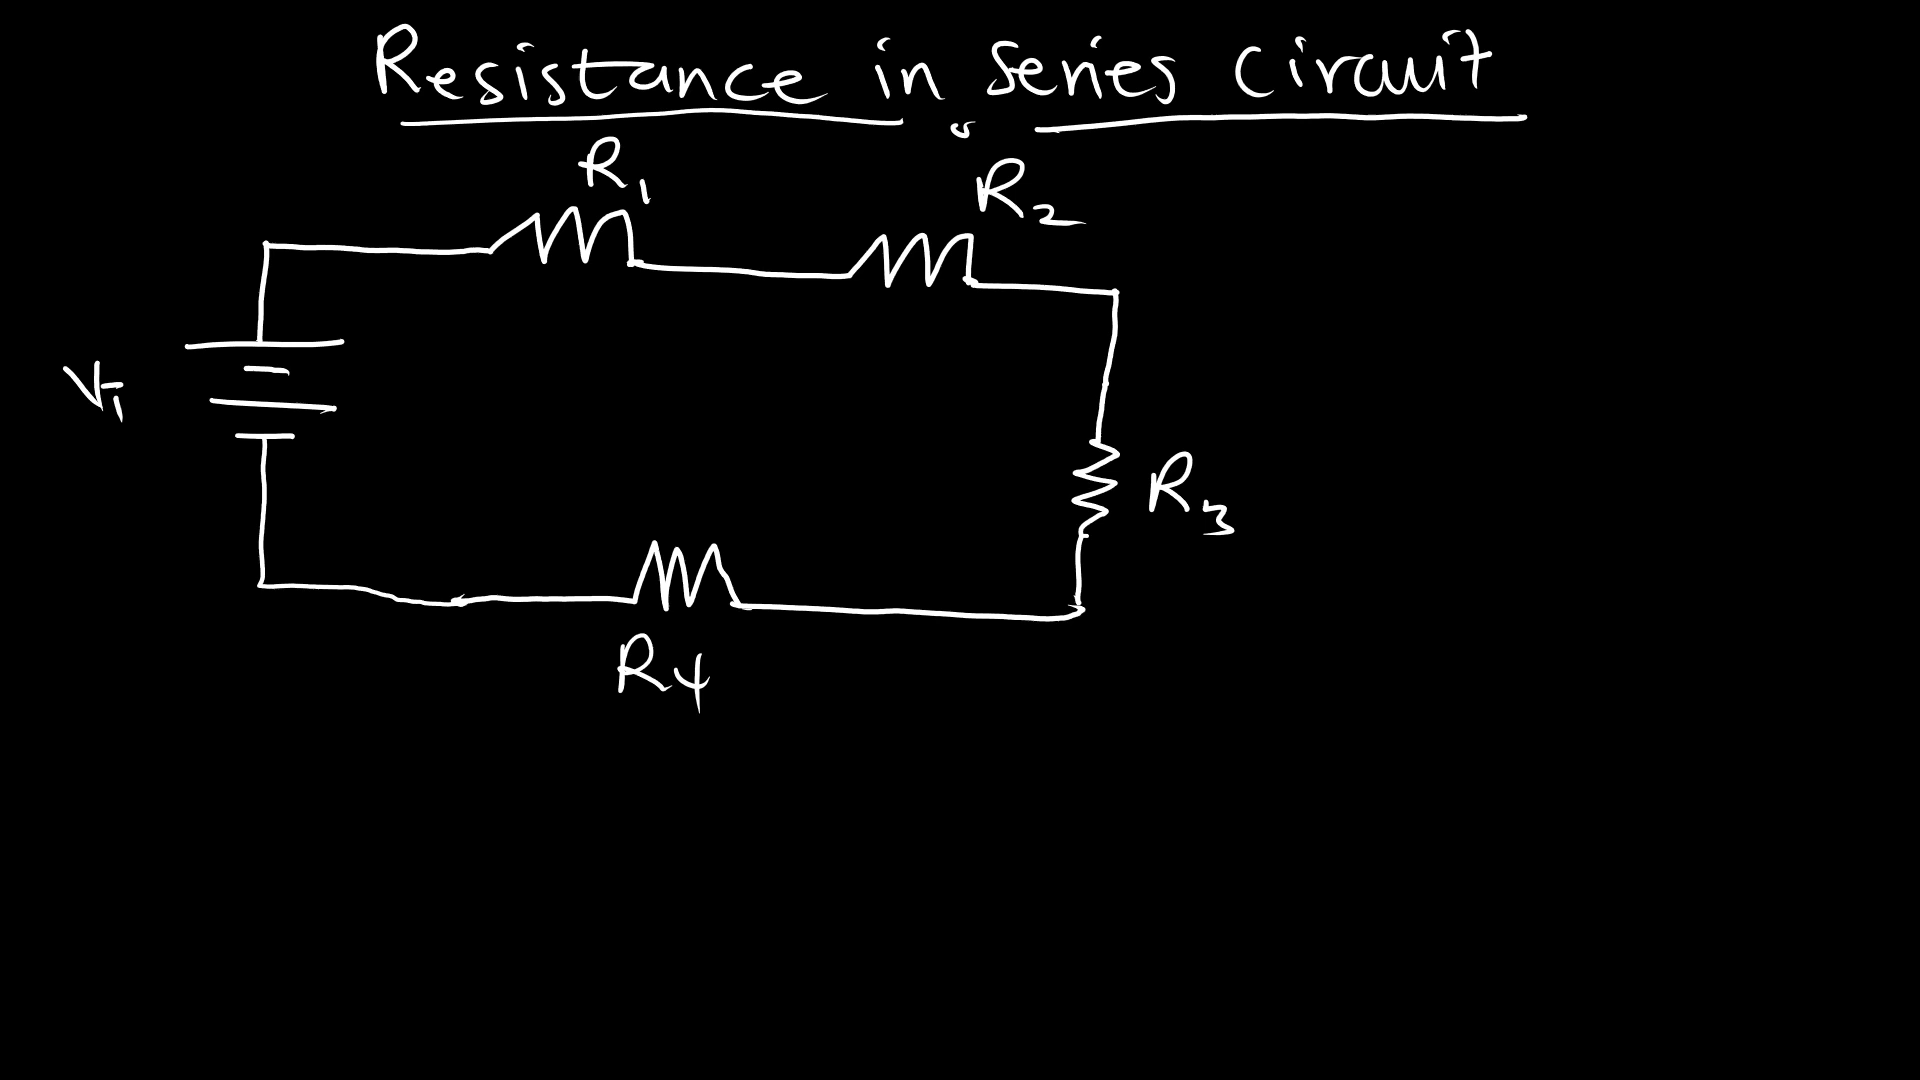 Resistance in Series Circuit
R1
R2
V1
R3
R4